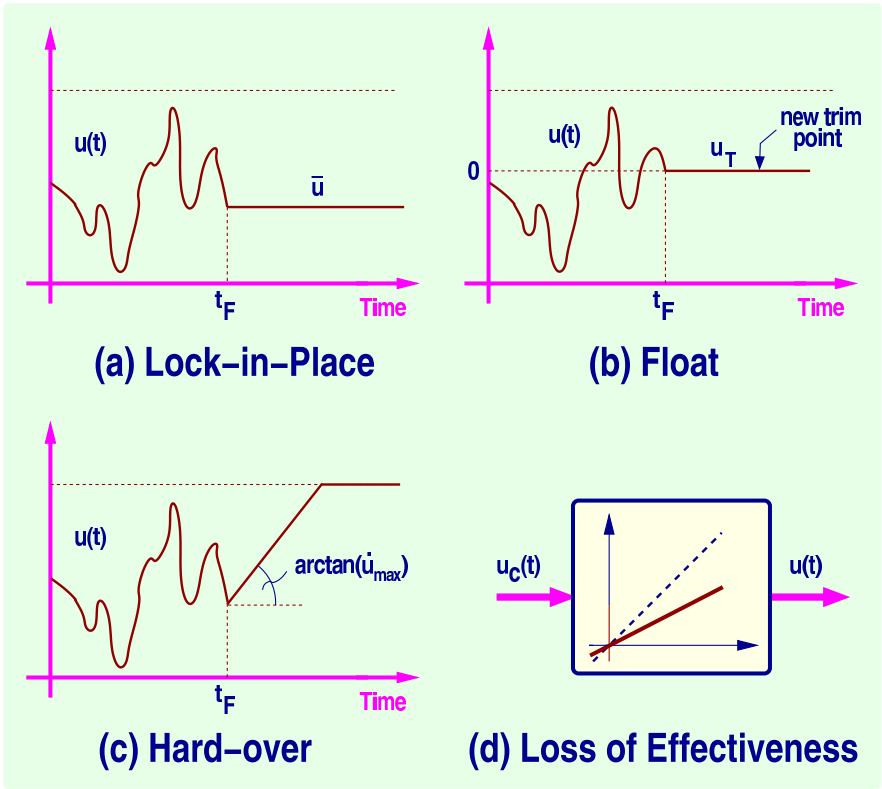 u(t)
u̅
t_F
Time
(a) Lock–in–Place
u(t)
0
u_T
new trim
point
t_F
Time
(b) Float
u(t)
arctan(u̇_max)
t_F
Time
(c) Hard–over
u_c(t)
u(t)
(d) Loss of Effectiveness